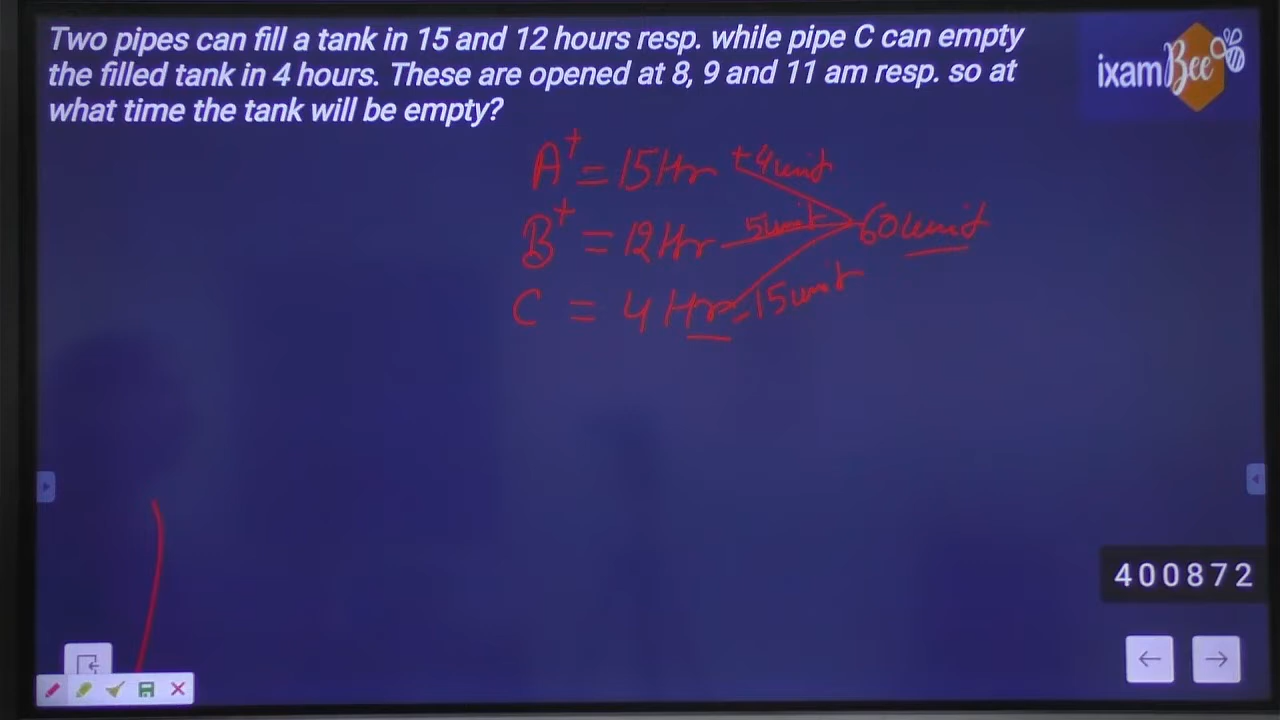 Two pipes can fill a tank in 15 and 12 hours resp. while pipe C can empty
the filled tank in 4 hours. These are opened at 8, 9 and 11 am resp. so at
what time the tank will be empty?
ixamBee
A+ = 15 Hr +4 unit
B+ = 12 Hr 5 unit 60 unit
C = 4 Hr -15 unit
400872